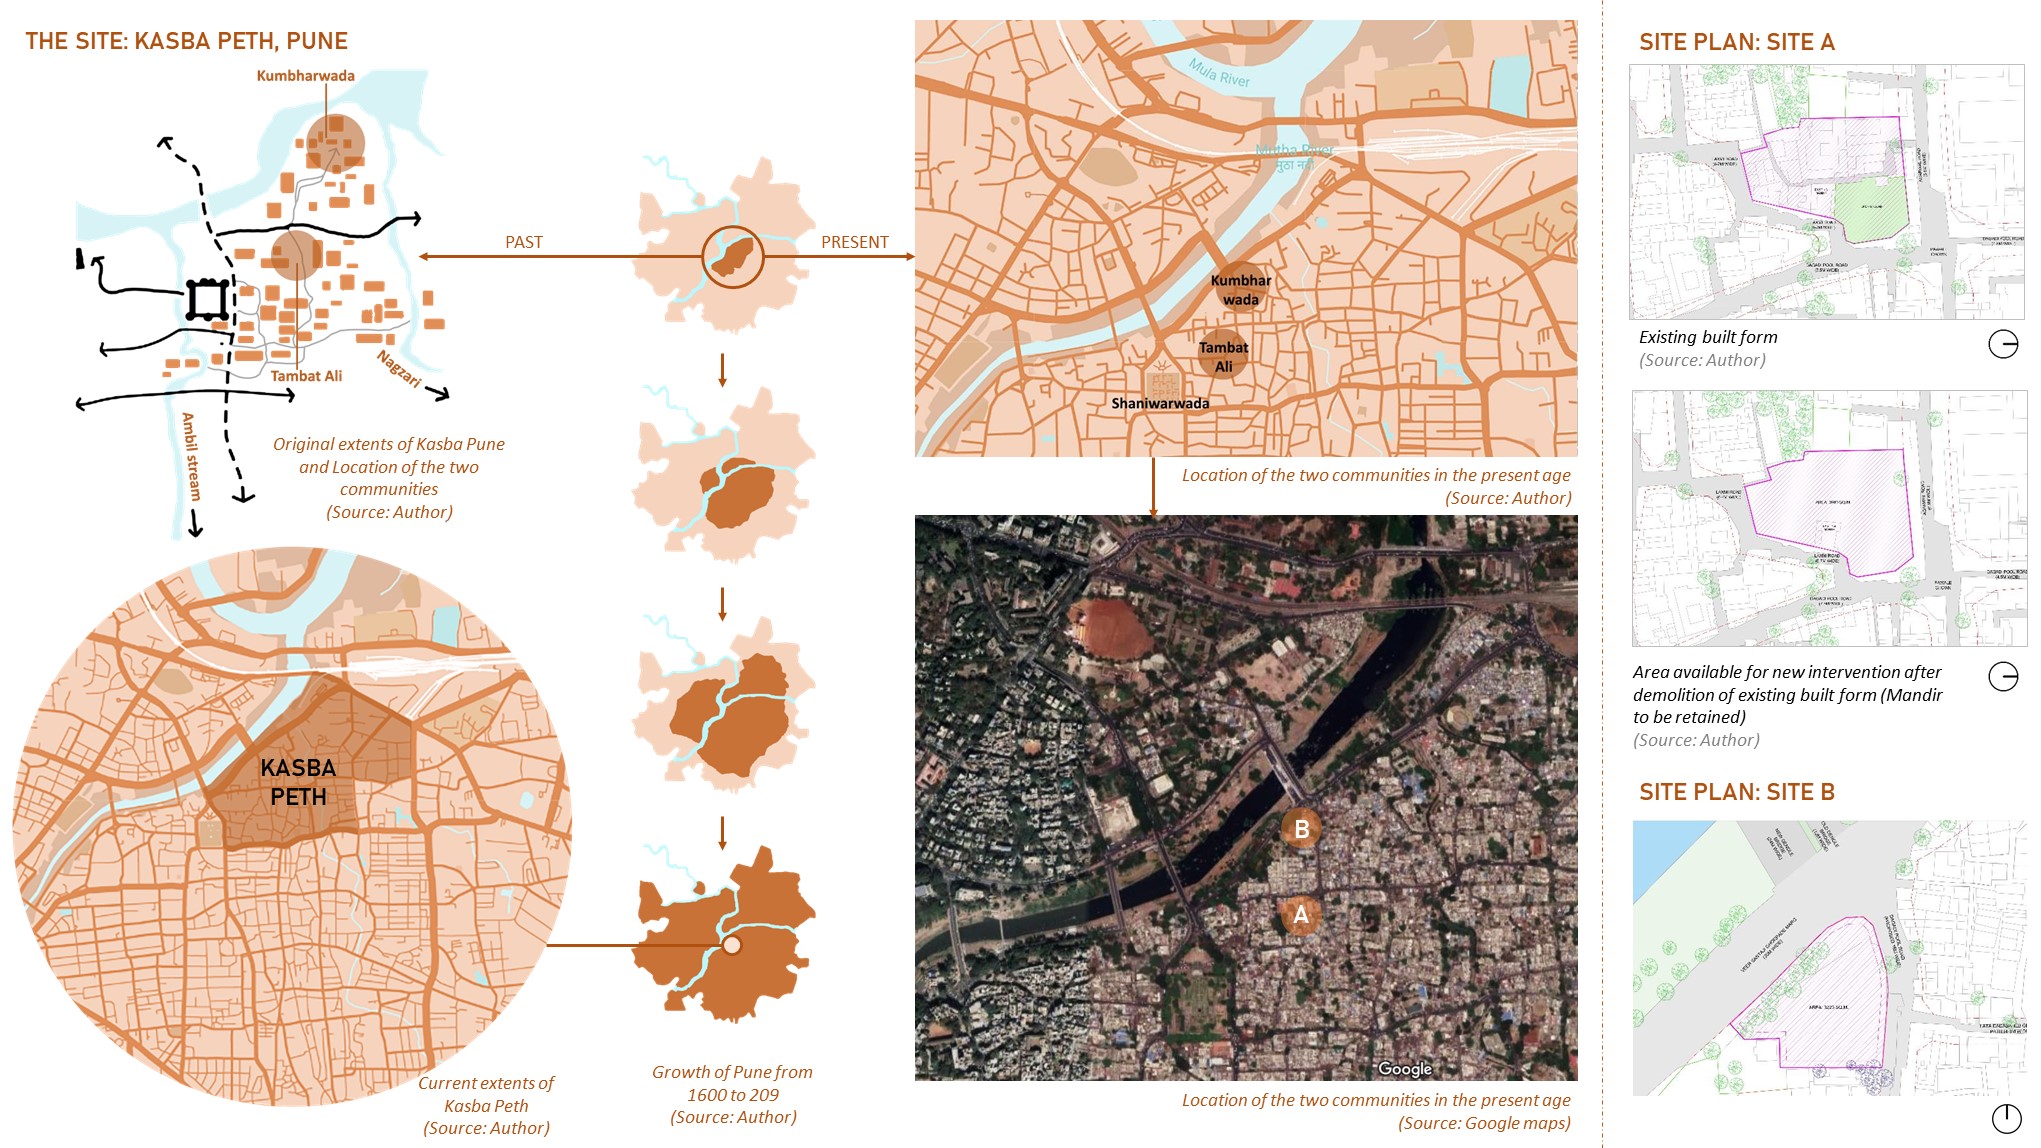 THE SITE: KASBA PETH, PUNE
Kumbharwada
Tambat Ali
Nagzari
Ambil stream
Original extents of Kasba Pune
and Location of the two
communities
(Source: Author)
KASBA
PETH
Current extents of
Kasba Peth
(Source: Author)
PAST
PRESENT
Growth of Pune from
1600 to 209
(Source: Author)
Mula River
Mutha River
मुठा नदी
Kumbhar
wada
Tambat
Ali
Shaniwarwada
Location of the two communities in the present age
(Source: Author)
B
A
Google
Location of the two communities in the present age
(Source: Google maps)
SITE PLAN: SITE A
Existing built form
(Source: Author)
Area available for new intervention after
demolition of existing built form (Mandir
to be retained)
(Source: Author)
SITE PLAN: SITE B